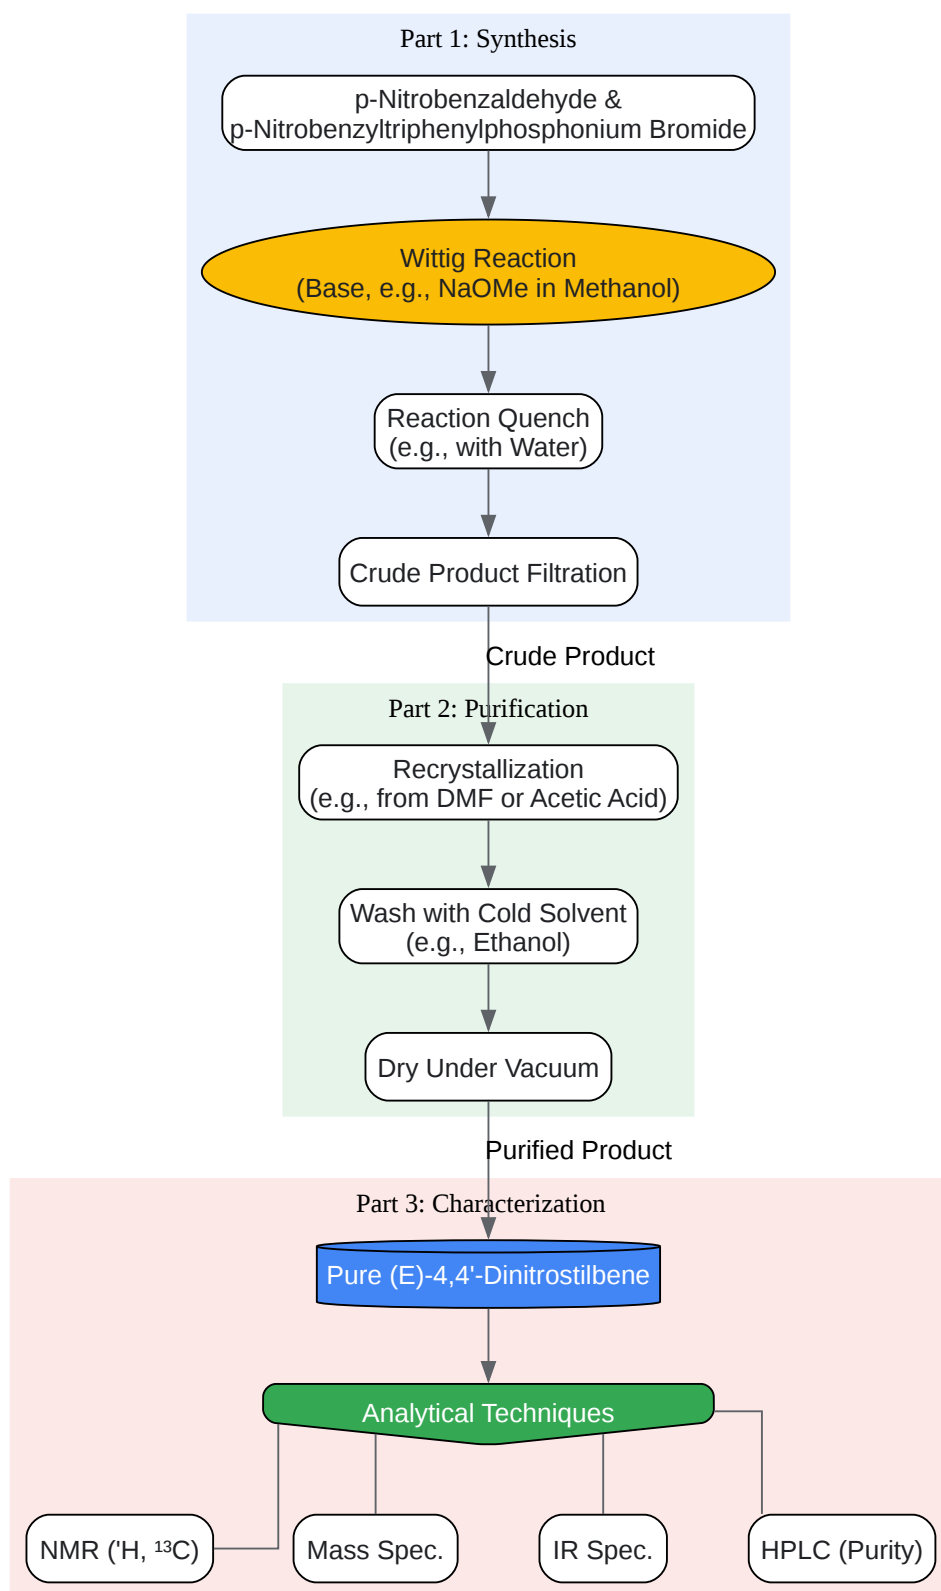 Part 1: Synthesis
p-Nitrobenzaldehyde &
p-Nitrobenzyltriphenylphosphonium Bromide
Wittig Reaction
(Base, e.g., NaOMe in Methanol)
Reaction Quench
(e.g., with Water)
Crude Product Filtration
Crude Product
Part 2: Purification
Recrystallization
(e.g., from DMF or Acetic Acid)
Wash with Cold Solvent
(e.g., Ethanol)
Dry Under Vacuum
Purified Product
Part 3: Characterization
Pure (E)-4,4'-Dinitrostilbene
Analytical Techniques
NMR ('H, ¹³C)
Mass Spec.
IR Spec.
HPLC (Purity)